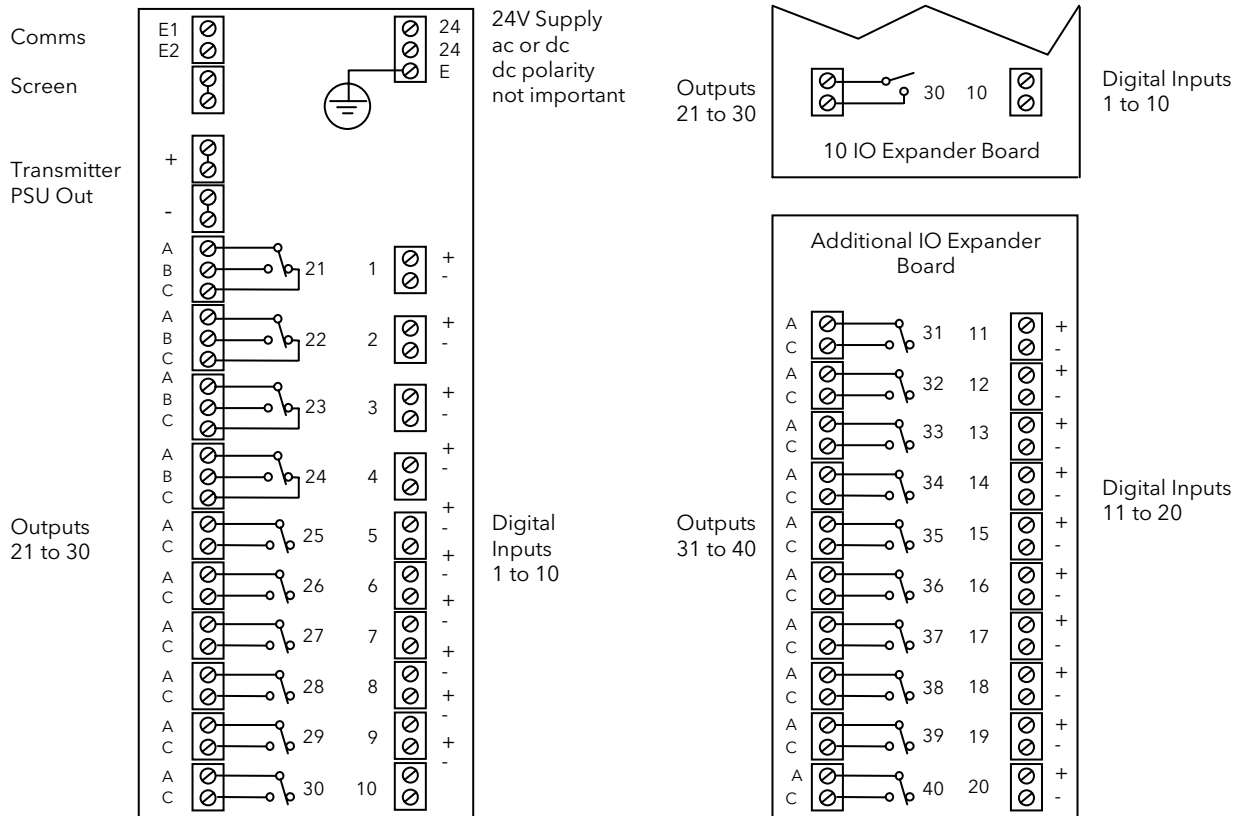 Comms
E1
E2
Screen
Transmitter
PSU Out
+
-
24
24
E
24V Supply
ac or dc
dc polarity
not important
A
B
C
21
1
+
-
A
B
C
22
2
+
-
A
B
C
23
3
+
-
A
B
C
24
4
+
-
Outputs
21 to 30
A
C
25
5
+
-
A
C
26
6
+
-
A
C
27
7
+
-
A
C
28
8
+
-
A
C
29
9
+
-
A
C
30
10
+
-
Digital
Inputs
1 to 10
Outputs
21 to 30
30
10
Digital Inputs
1 to 10
10 IO Expander Board
Additional IO Expander
Board
A
C
31
11
+
-
A
C
32
12
+
-
A
C
33
13
+
-
A
C
34
14
+
-
Outputs
31 to 40
A
C
35
15
+
-
A
C
36
16
+
-
A
C
37
17
+
-
A
C
38
18
+
-
A
C
39
19
+
-
A
C
40
20
+
-
Digital Inputs
11 to 20